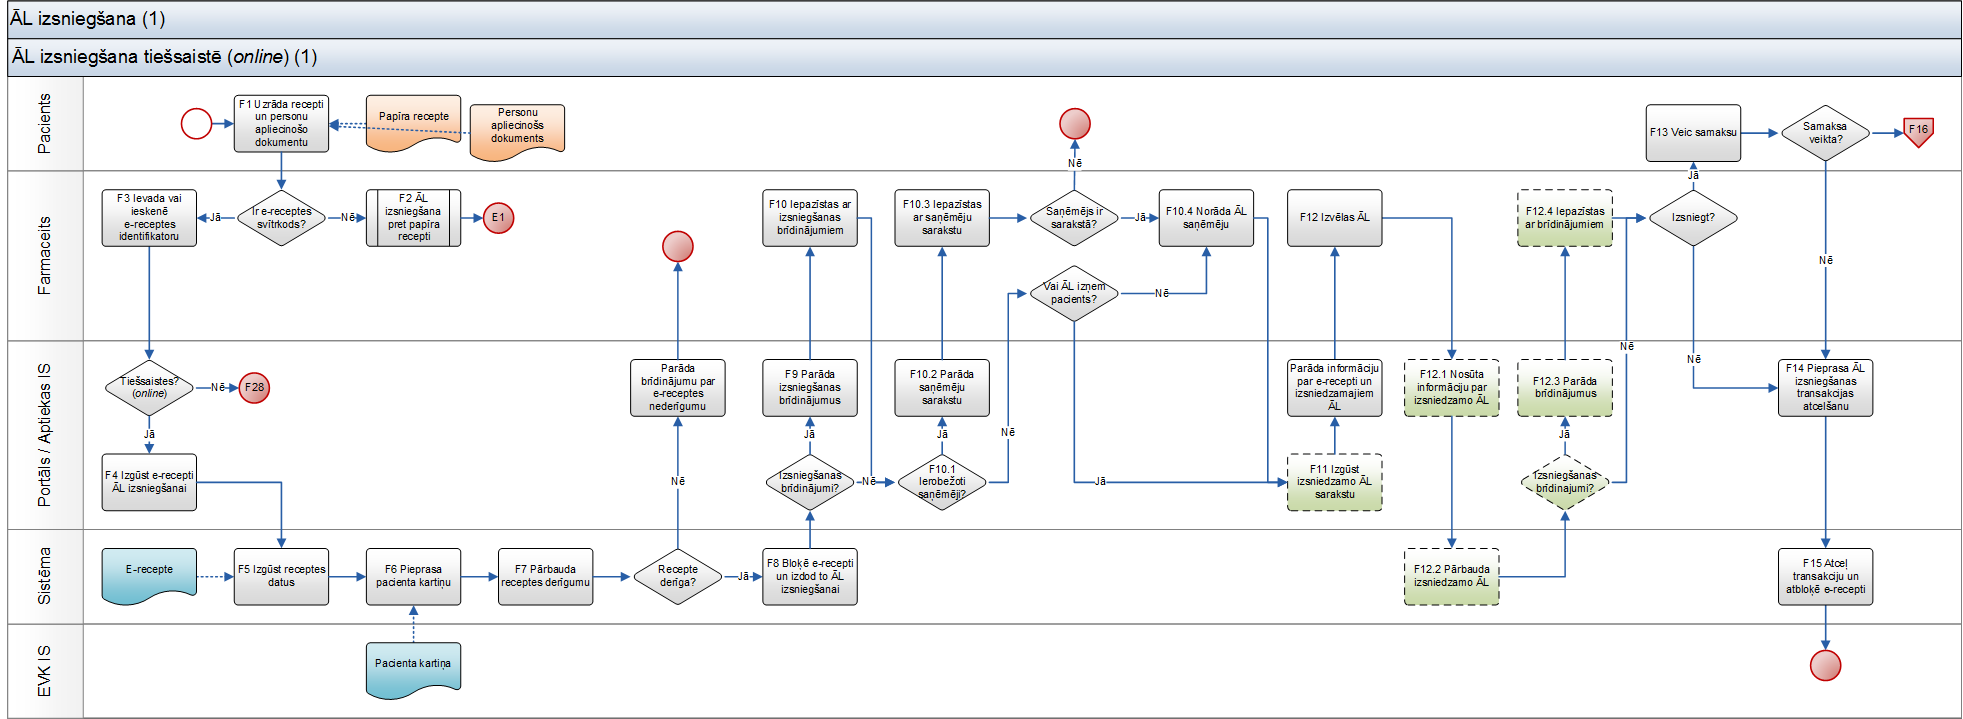 ĀL izsniegšana (1)
ĀL izsniegšana tiešsaistē (online) (1)
Pacients
F1 Uzrāda recepti
un personu
apliecinošo
dokumentu
Papīra recepte
Personu
apliecinošs
dokuments
Nē
F13 Veic samaksu
Samaksa
veikta?
F16
Jā
Farmaceits
F3 Ievada vai
ieskenē
e-receptes
identifikatoru
Jā
Ir e-receptes
svītrkods?
Nē
F2 ĀL
izsniegšana
pret papīra
recepti
E1
F10 Iepazīstas ar
izsniegšanas
brīdinājumiem
F10.3 Iepazīstas
ar saņēmēju
sarakstu
Saņēmējs ir
sarakstā?
Jā
F10.4 Norāda ĀL
saņēmēju
Vai ĀL izņem
pacients?
Nē
F12 Izvēlas ĀL
F12.4 Iepazīstas
ar brīdinājumiem
Izsniegt?
Nē
Portāls / Aptiekas IS
Tiešsaistes?
(online)
Nē
F28
Jā
F4 Izgūst e-recepti
ĀL izsniegšanai
Parāda
brīdinājumu par
e-receptes
nederīgumu
Nē
F9 Parāda
izsniegšanas
brīdinājumus
Jā
Izsniegšanas
brīdinājumi?
Nē
F10.2 Parāda
saņēmēju
sarakstu
Jā
F10.1
Ierobežoti
saņēmēji?
Nē
Jā
Parāda informāciju
par e-recepti un
izsniedzamajiem
ĀL
F11 Izgūst
izsniedzamo ĀL
sarakstu
F12.1 Nosūta
informāciju par
izsniedzamo ĀL
F12.3 Parāda
brīdinājumus
Jā
Izsniegšanas
brīdinajumi?
Nē
Nē
F14 Pieprasa ĀL
izsniegšanas
transakcijas
atcelšanu
Sistēma
E-recepte
F5 Izgūst receptes
datus
F6 Pieprasa
pacienta kartiņu
F7 Pārbauda
receptes derīgumu
Recepte
derīga?
Jā
F8 Bloķē e-recepti
un izdod to ĀL
izsniegšanai
F12.2 Pārbauda
izsniedzamo ĀL
F15 Atceļ
transakciju un
atbloķē e-recepti
EVK IS
Pacienta kartiņa